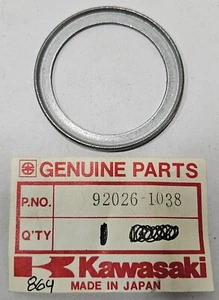 GENUINE PARTS
P.NO. 92026-1038
Q'TY 1
Kawasaki
864 MADE IN JAPAN